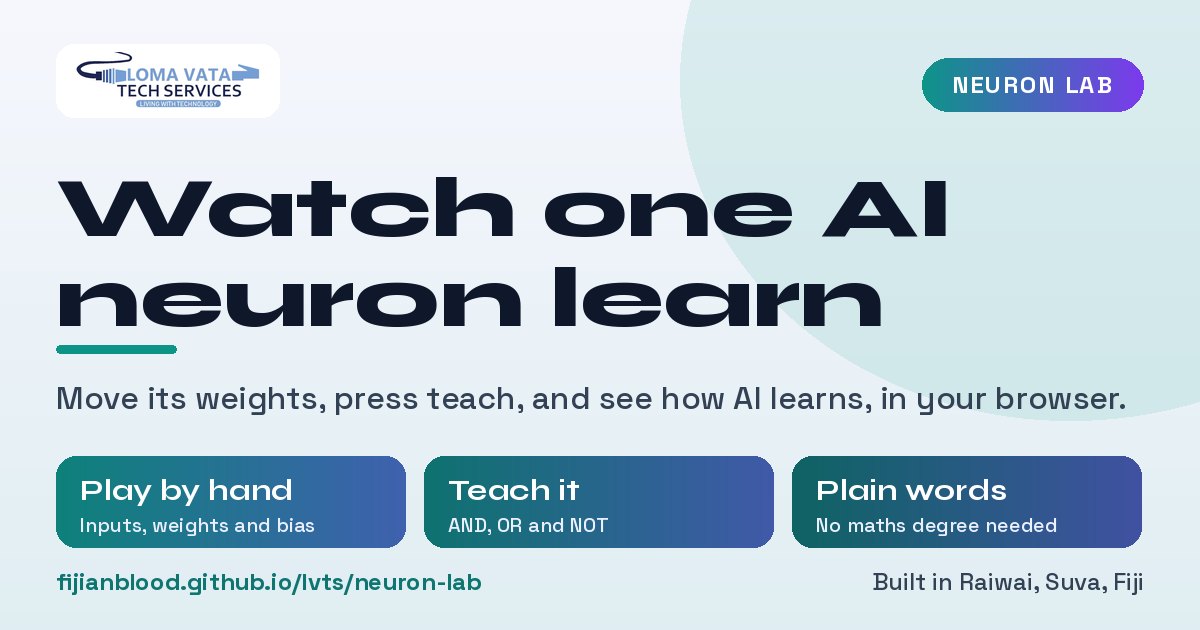 LOMA VATA
TECH SERVICES
LIVING WITH TECHNOLOGY
NEURON LAB
Watch one AI
neuron learn
Move its weights, press teach, and see how AI learns, in your browser.
Play by hand
Inputs, weights and bias
Teach it
AND, OR and NOT
Plain words
No maths degree needed
fijianblood.github.io/lvts/neuron-lab
Built in Raiwai, Suva, Fiji